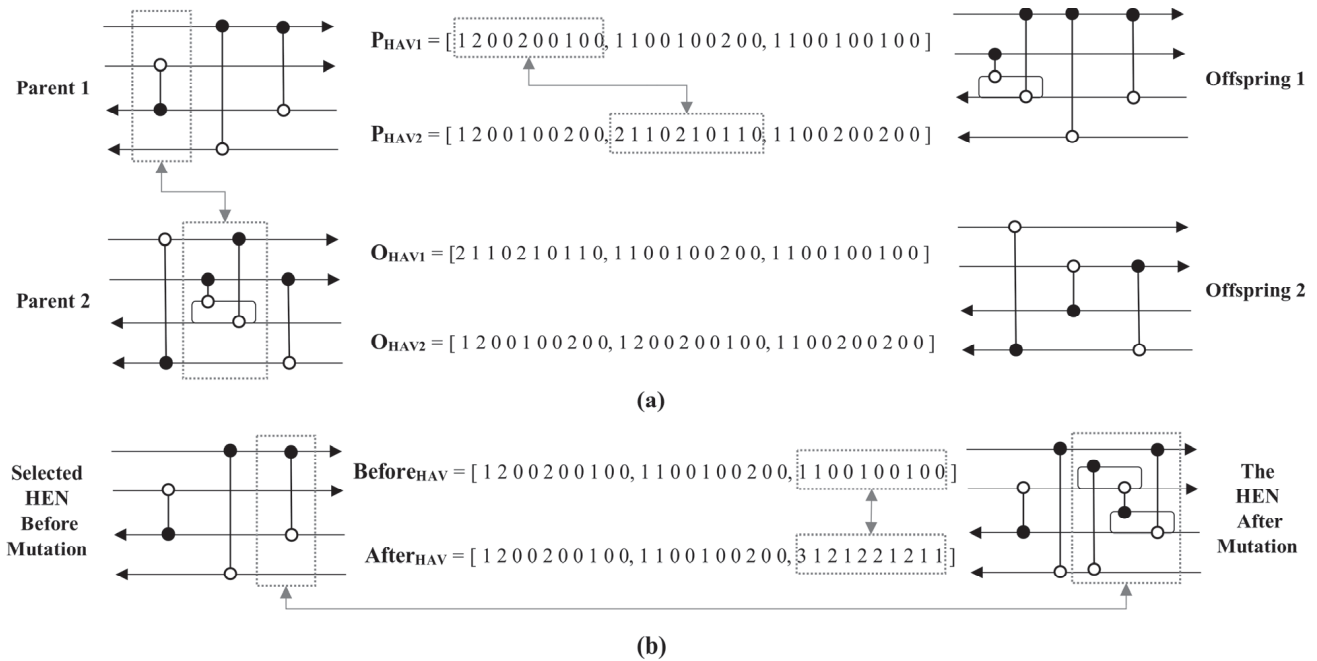 Parent 1
P_HAV1 = [ 1 2 0 0 2 0 0 1 0 0, 1 1 0 0 1 0 0 2 0 0, 1 1 0 0 1 0 0 1 0 0 ]
Offspring 1
P_HAV2 = [ 1 2 0 0 1 0 0 2 0 0, 2 1 1 0 2 1 0 1 1 0, 1 1 0 0 2 0 0 2 0 0 ]
Parent 2
O_HAV1 = [2 1 1 0 2 1 0 1 1 0, 1 1 0 0 1 0 0 2 0 0, 1 1 0 0 1 0 0 1 0 0 ]
Offspring 2
O_HAV2 = [ 1 2 0 0 1 0 0 2 0 0, 1 2 0 0 2 0 0 1 0 0, 1 1 0 0 2 0 0 2 0 0 ]
(a)
Selected
HEN
Before
Mutation
Before_HAV = [ 1 2 0 0 2 0 0 1 0 0, 1 1 0 0 1 0 0 2 0 0, 1 1 0 0 1 0 0 1 0 0 ]
After_HAV = [ 1 2 0 0 2 0 0 1 0 0, 1 1 0 0 1 0 0 2 0 0, 3 1 2 1 2 2 1 2 1 1 ]
The
HEN
After
Mutation
(b)